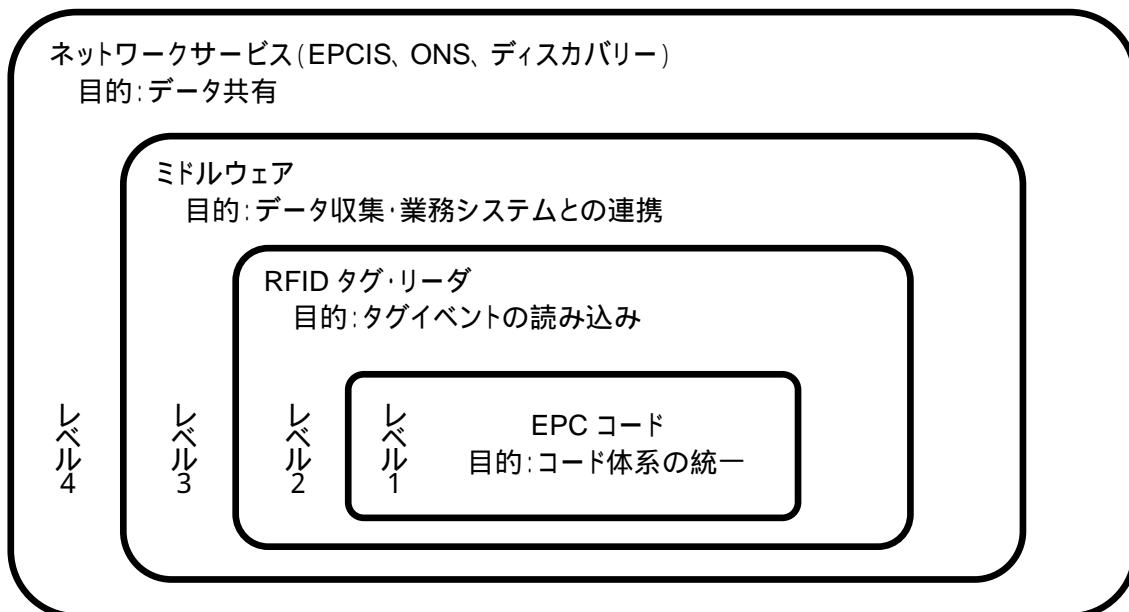 ネットワークサービス(EPCIS、ONS、ディスカバリー)
目的:データ共有
ミドルウェア
目的:データ収集·業務システムとの連携
RFID タグ·リーダ
目的:タグイベントの読み込み
EPC コード
目的:コード体系の統一
レベル4
レベル3
レベル2
レベル1